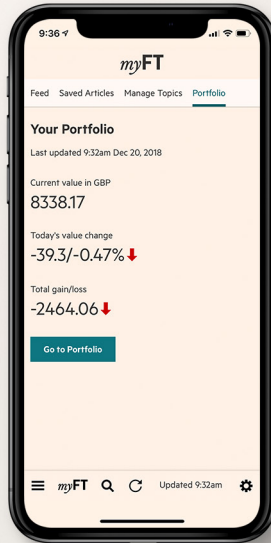 9:36
myFT
Feed Saved Articles Manage Topics Portfolio
Your Portfolio
Last updated 9:32am Dec 20, 2018
Current value in GBP
8338.17
Today's value change
-39.3/-0.47%
Total gain/loss
-2464.06
Go to Portfolio
myFT Updated 9:32am